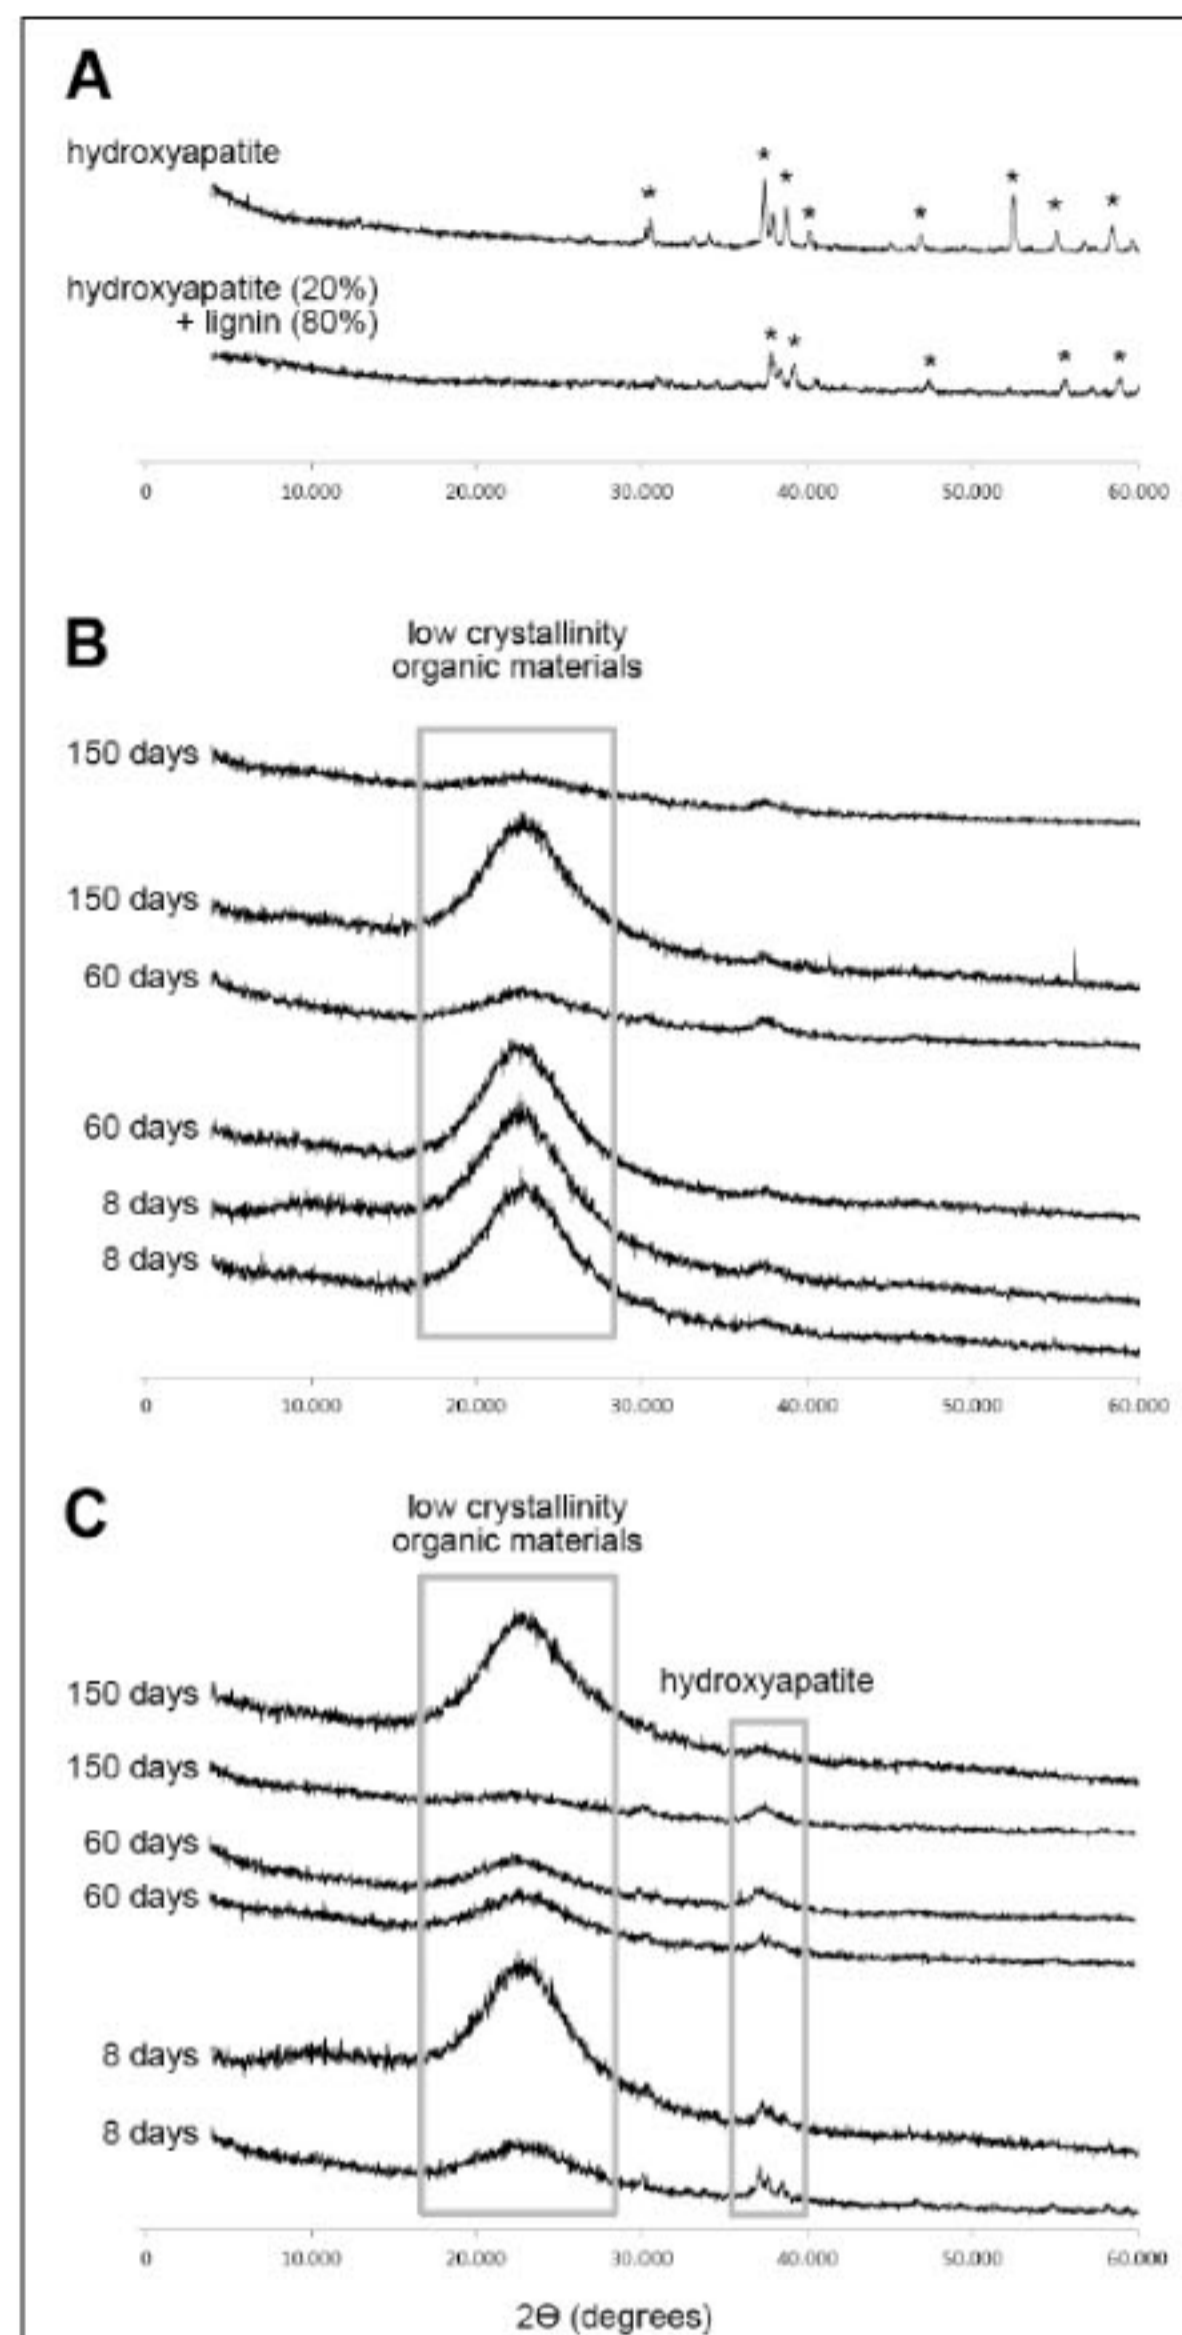 A
hydroxyapatite
* * * * * * * *
hydroxyapatite (20%)
+ lignin (80%)
* * * * *
0 10.000 20.000 30.000 40.000 50.000 60.000
B
low crystallinity
organic materials
150 days
150 days
60 days
60 days
8 days
8 days
0 10.000 20.000 30.000 40.000 50.000 60.000
C
low crystallinity
organic materials
hydroxyapatite
150 days
150 days
60 days
60 days
8 days
8 days
0 10.000 20.000 30.000 40.000 50.000 60.000
2Θ (degrees)